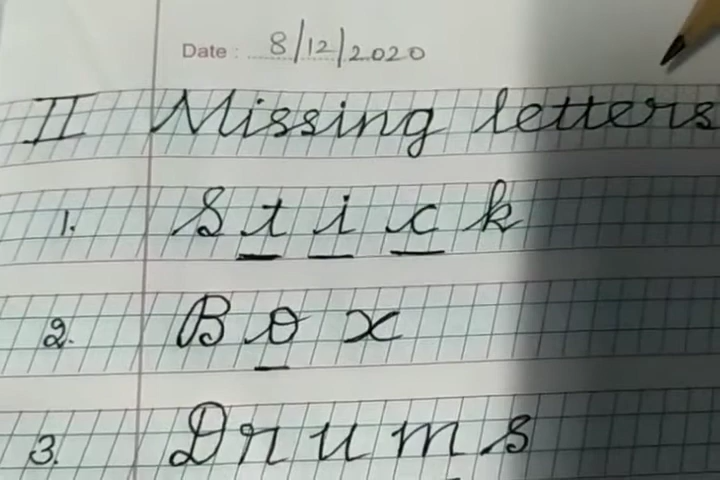 Date : 8/12/2020
II Missing letters
1. Stick
2. Box
3. Drums